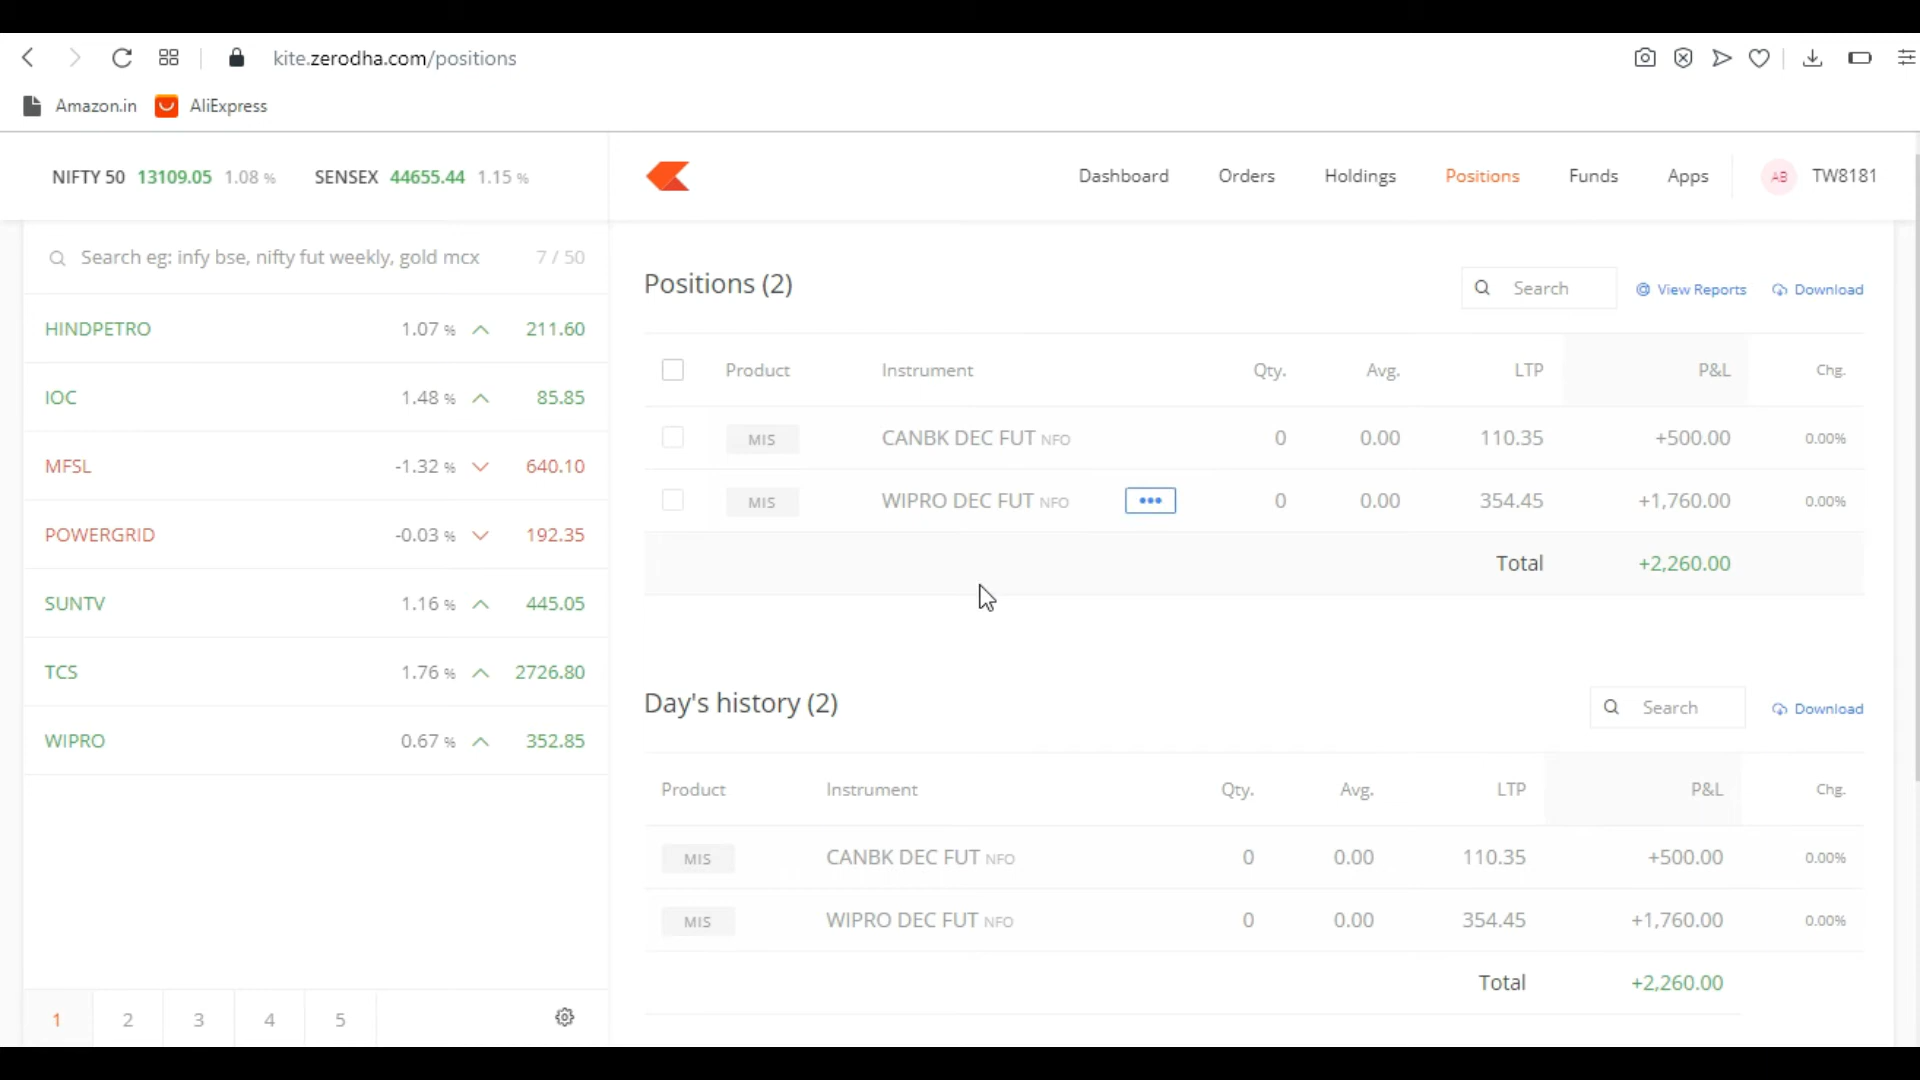 kite.zerodha.com/positions
Amazon.in AliExpress
NIFTY 50 13109.05 1.08 % SENSEX 44655.44 1.15 %
Dashboard Orders Holdings Positions Funds Apps AB TW8181
Search eg: infy bse, nifty fut weekly, gold mcx 7 / 50
HINDPETRO 1.07 % 211.60
IOC 1.48 % 85.85
MFSL -1.32 % 640.10
POWERGRID -0.03 % 192.35
SUNTV 1.16 % 445.05
TCS 1.76 % 2726.80
WIPRO 0.67 % 352.85
1 2 3 4 5
Positions (2) Search View Reports Download
Product Instrument Qty. Avg. LTP P&L Chg.
MIS CANBK DEC FUT NFO 0 0.00 110.35 +500.00 0.00%
MIS WIPRO DEC FUT NFO ••• 0 0.00 354.45 +1,760.00 0.00%
Total +2,260.00
Day's history (2) Search Download
Product Instrument Qty. Avg. LTP P&L Chg.
MIS CANBK DEC FUT NFO 0 0.00 110.35 +500.00 0.00%
MIS WIPRO DEC FUT NFO 0 0.00 354.45 +1,760.00 0.00%
Total +2,260.00